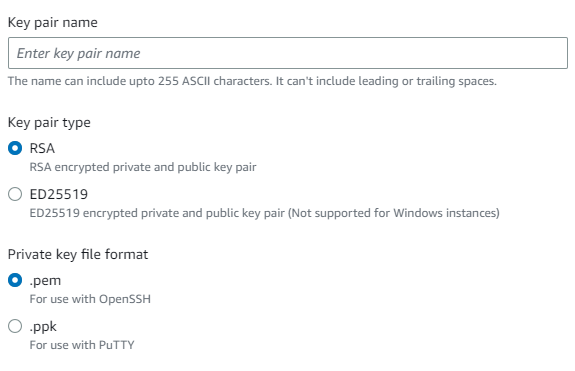 Key pair name
Enter key pair name
The name can include upto 255 ASCII characters. It can't include leading or trailing spaces.
Key pair type
RSA
RSA encrypted private and public key pair
ED25519
ED25519 encrypted private and public key pair (Not supported for Windows instances)
Private key file format
.pem
For use with OpenSSH
.ppk
For use with PuTTY